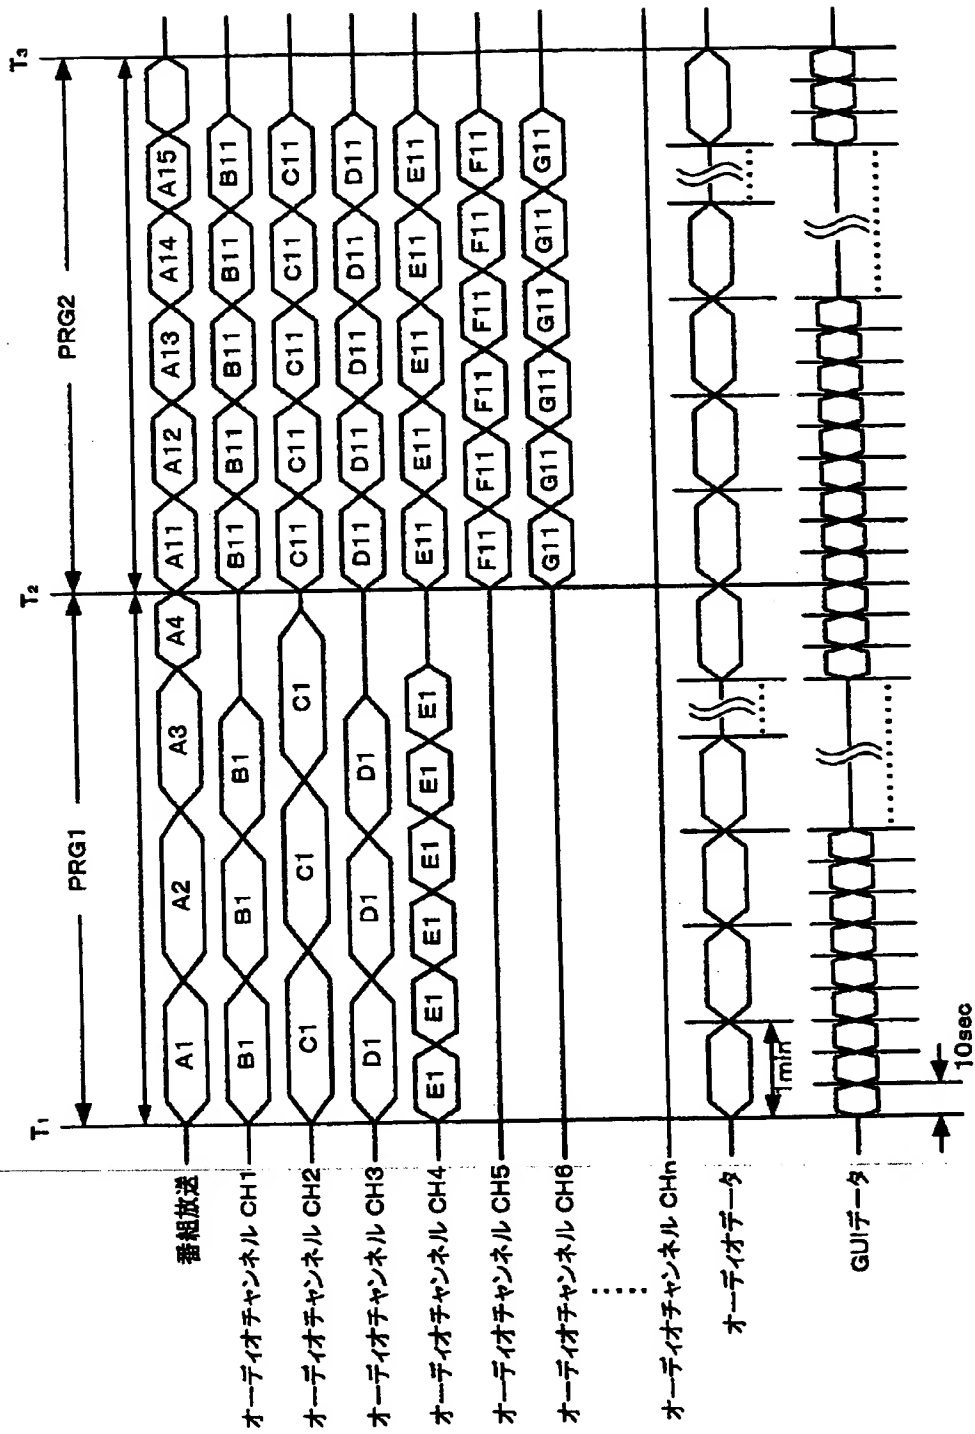 T1 T2 T3
PRG1 PRG2
番組放送 A1 A2 A3 A4 A11 A12 A13 A14 A15
オーディオチャンネル CH1 B1 B1 B1 B11 B11 B11 B11 B11
オーディオチャンネル CH2 C1 C1 C1 C11 C11 C11 C11 C11
オーディオチャンネル CH3 D1 D1 D1 D11 D11 D11 D11 D11
オーディオチャンネル CH4 E1 E1 E1 E1 E1 E1 E11 E11 E11 E11 E11
オーディオチャンネル CH5 F11 F11 F11 F11 F11 F11
オーディオチャンネル CH6 G11 G11 G11 G11 G11 G11
オーディオチャンネル CHn
オーディオデータ
1min
GUIデータ
10sec